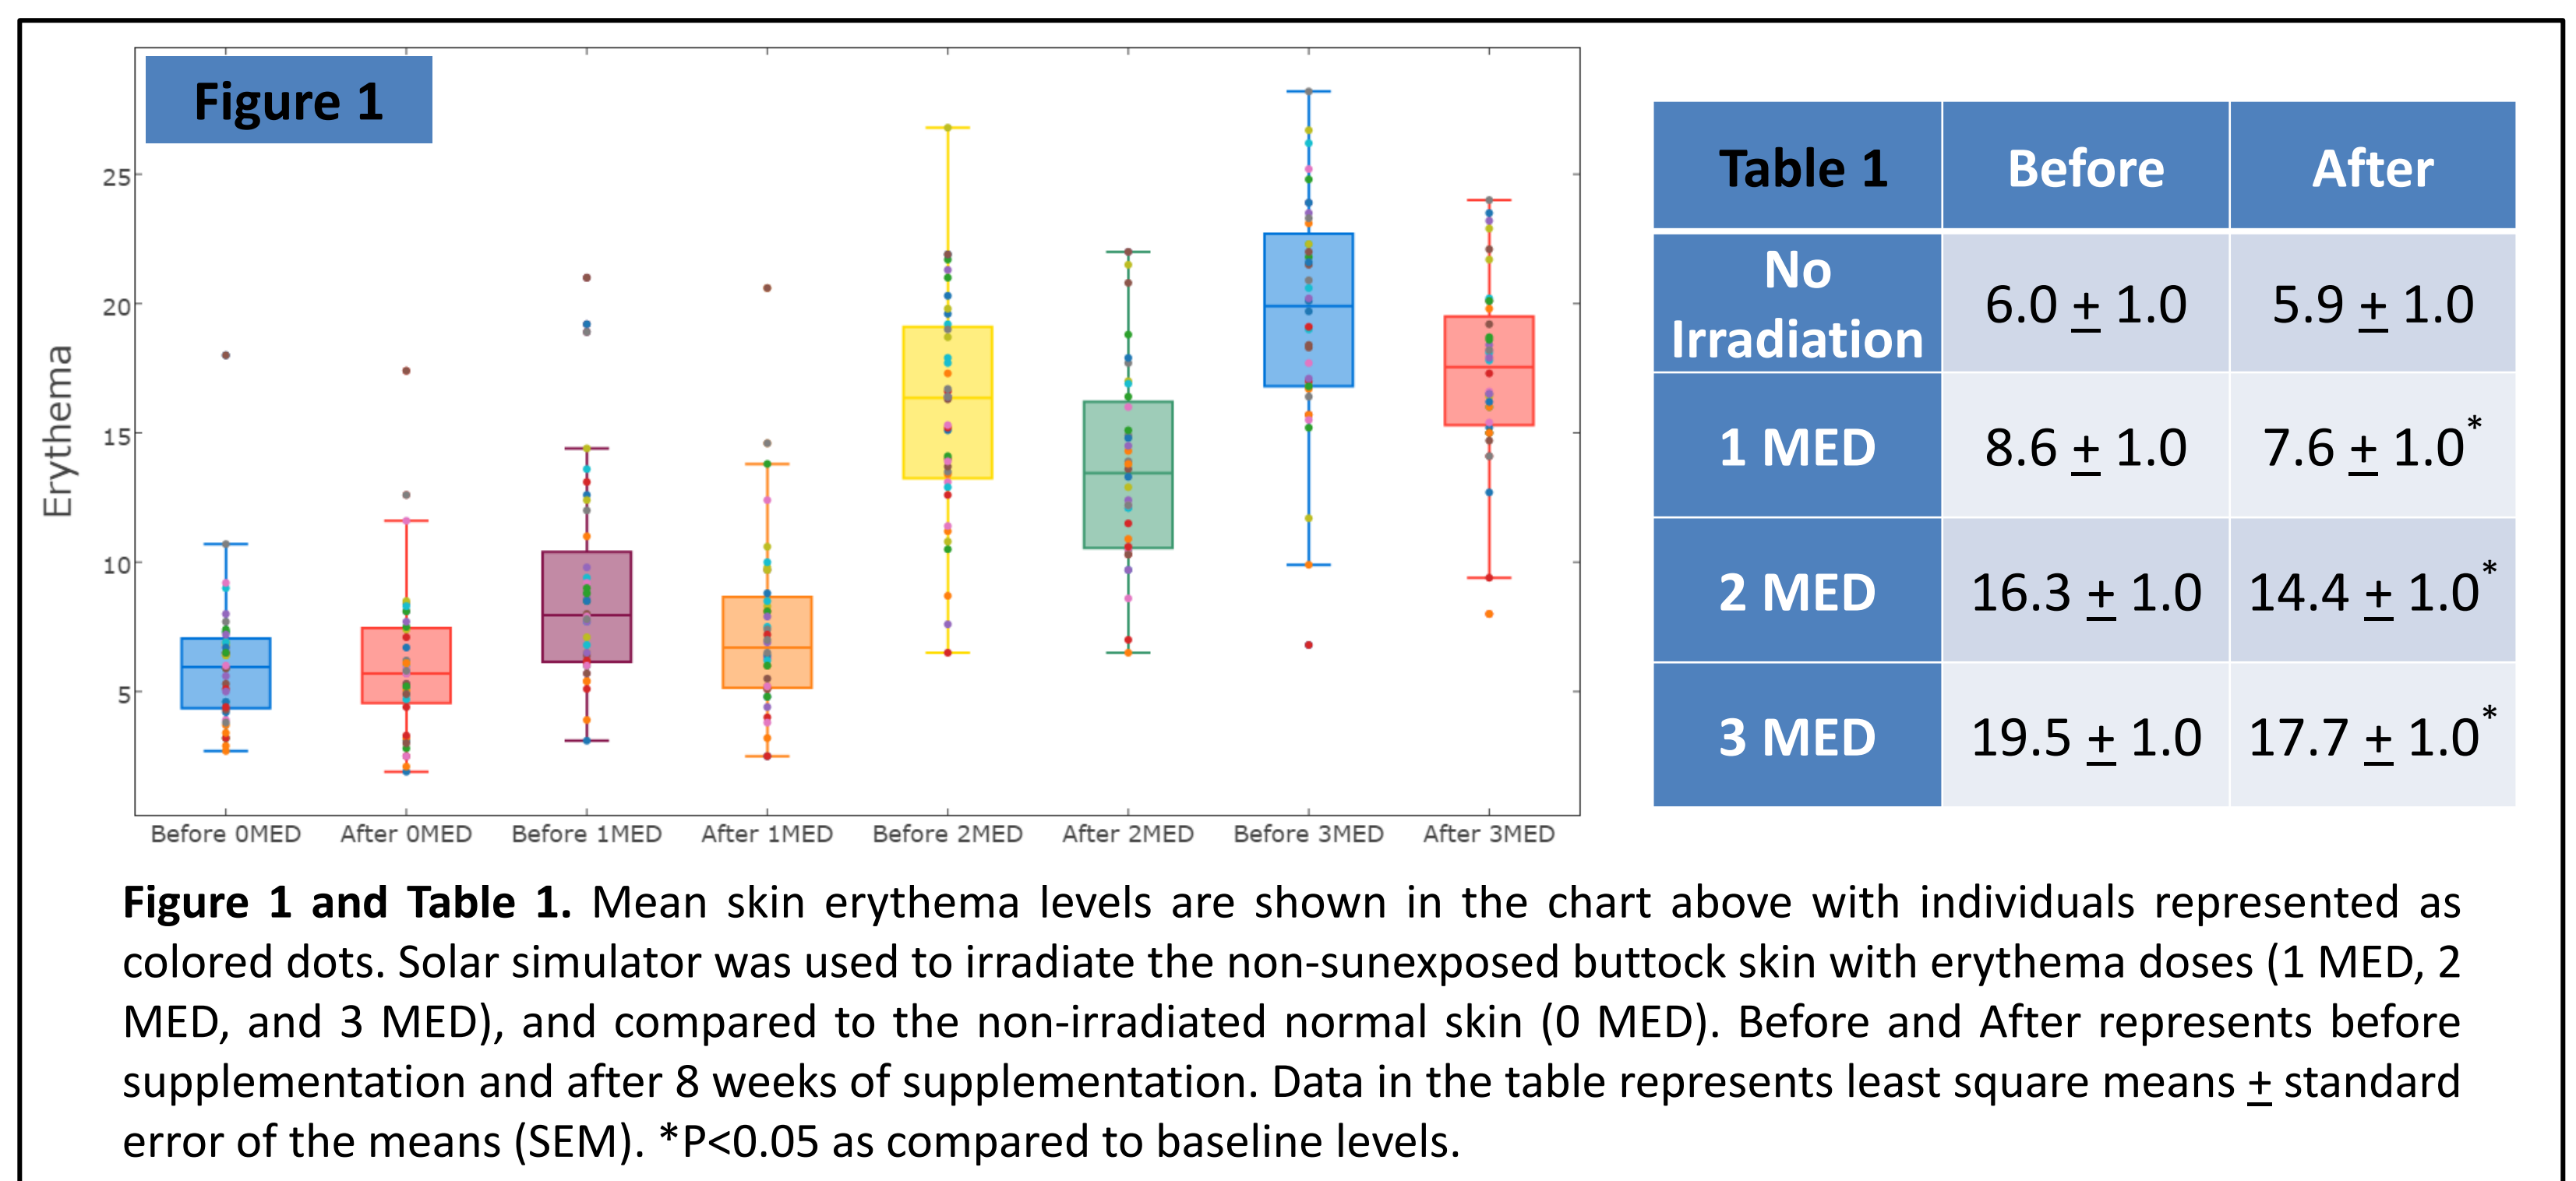 Figure 1
Erythema
25
20
15
10
5
Before 0MED After 0MED Before 1MED After 1MED Before 2MED After 2MED Before 3MED After 3MED
Table 1 Before After
No Irradiation 6.0 ± 1.0 5.9 ± 1.0
1 MED 8.6 ± 1.0 7.6 ± 1.0*
2 MED 16.3 ± 1.0 14.4 ± 1.0*
3 MED 19.5 ± 1.0 17.7 ± 1.0*
Figure 1 and Table 1. Mean skin erythema levels are shown in the chart above with individuals represented as
colored dots. Solar simulator was used to irradiate the non-sunexposed buttock skin with erythema doses (1 MED, 2
MED, and 3 MED), and compared to the non-irradiated normal skin (0 MED). Before and After represents before
supplementation and after 8 weeks of supplementation. Data in the table represents least square means ± standard
error of the means (SEM). *P<0.05 as compared to baseline levels.